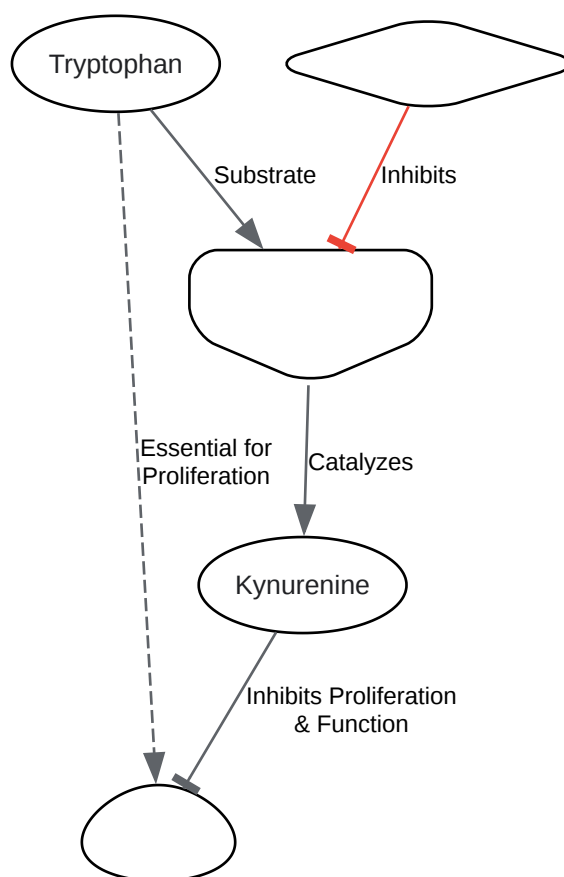 Tryptophan
Substrate
Inhibits
Essential for
Proliferation
Catalyzes
Kynurenine
Inhibits Proliferation
& Function